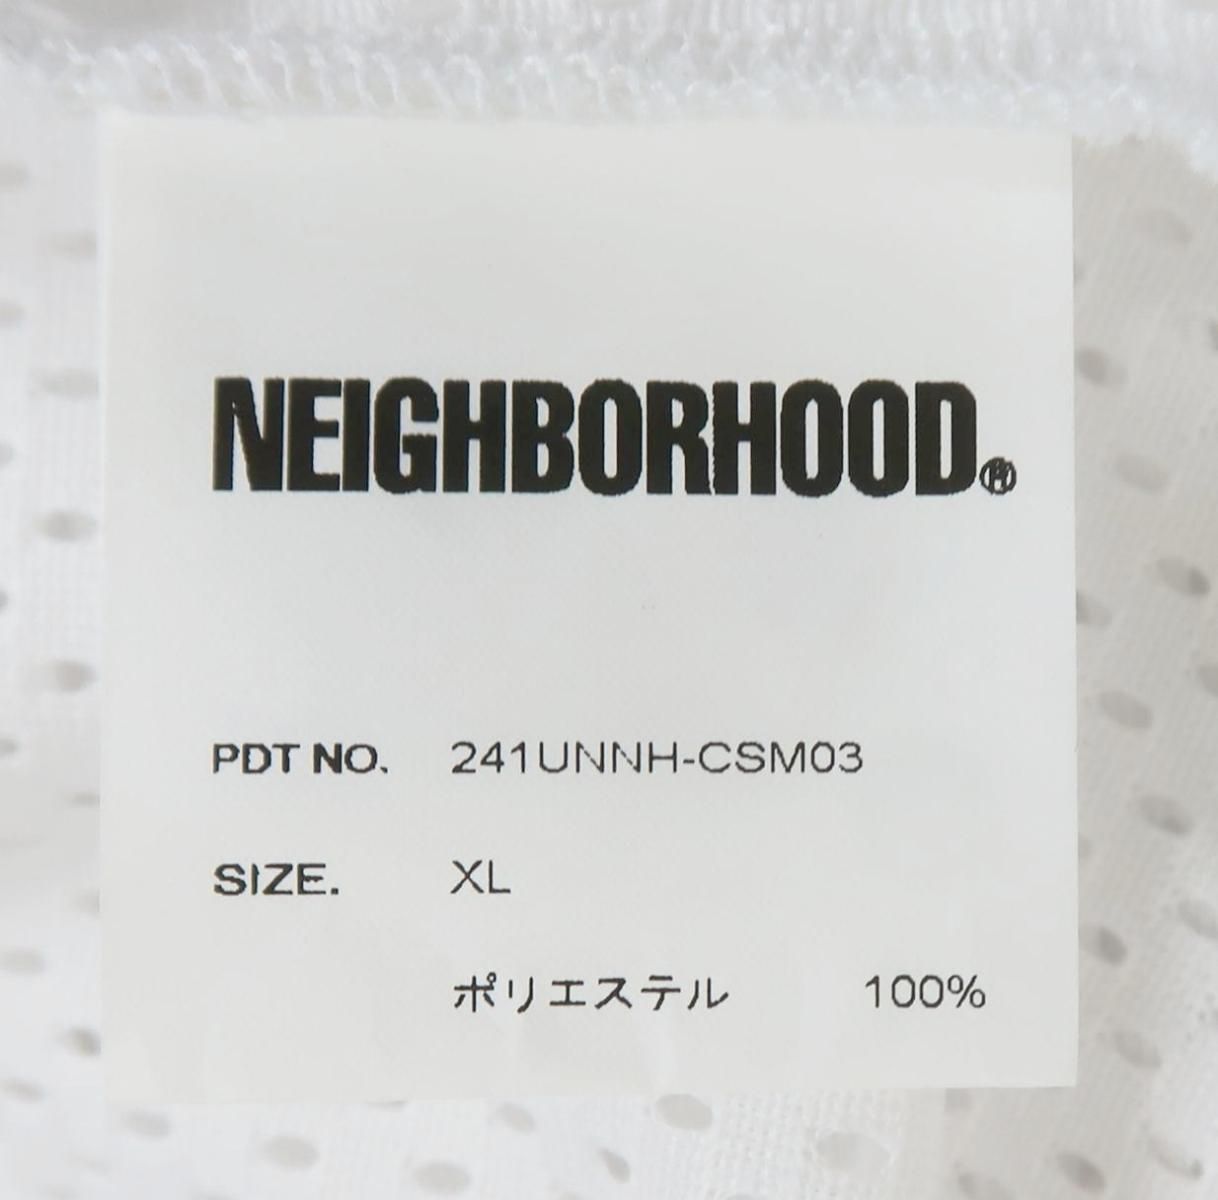 NEIGHBORHOOD®
PDT NO. 241UNNH-CSM03
SIZE. XL
ポリエステル 100%